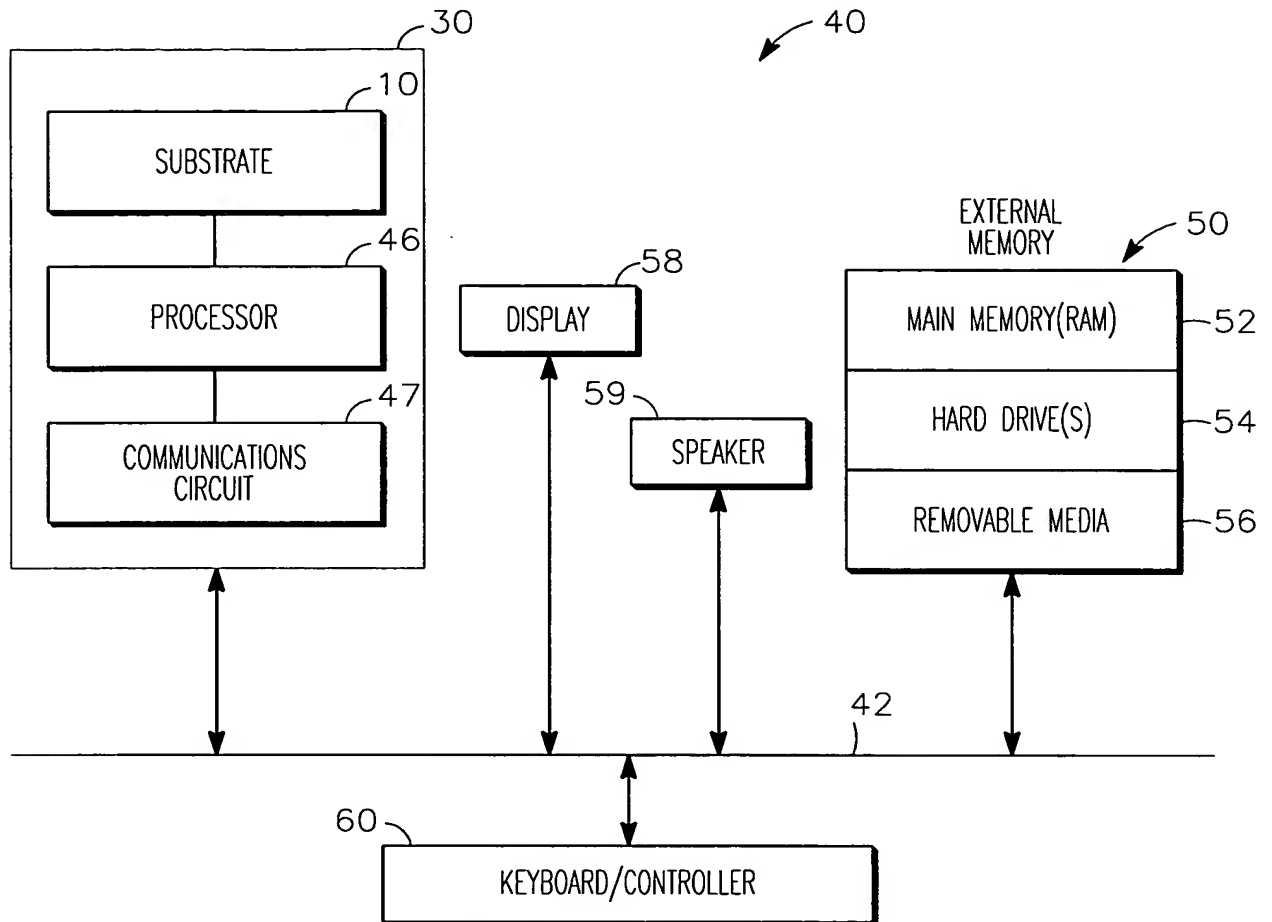 30
40
10
SUBSTRATE
46
PROCESSOR
47
COMMUNICATIONS
CIRCUIT
58
DISPLAY
59
SPEAKER
EXTERNAL
MEMORY
50
MAIN MEMORY(RAM)
52
HARD DRIVE(S)
54
REMOVABLE MEDIA
56
42
60
KEYBOARD/CONTROLLER